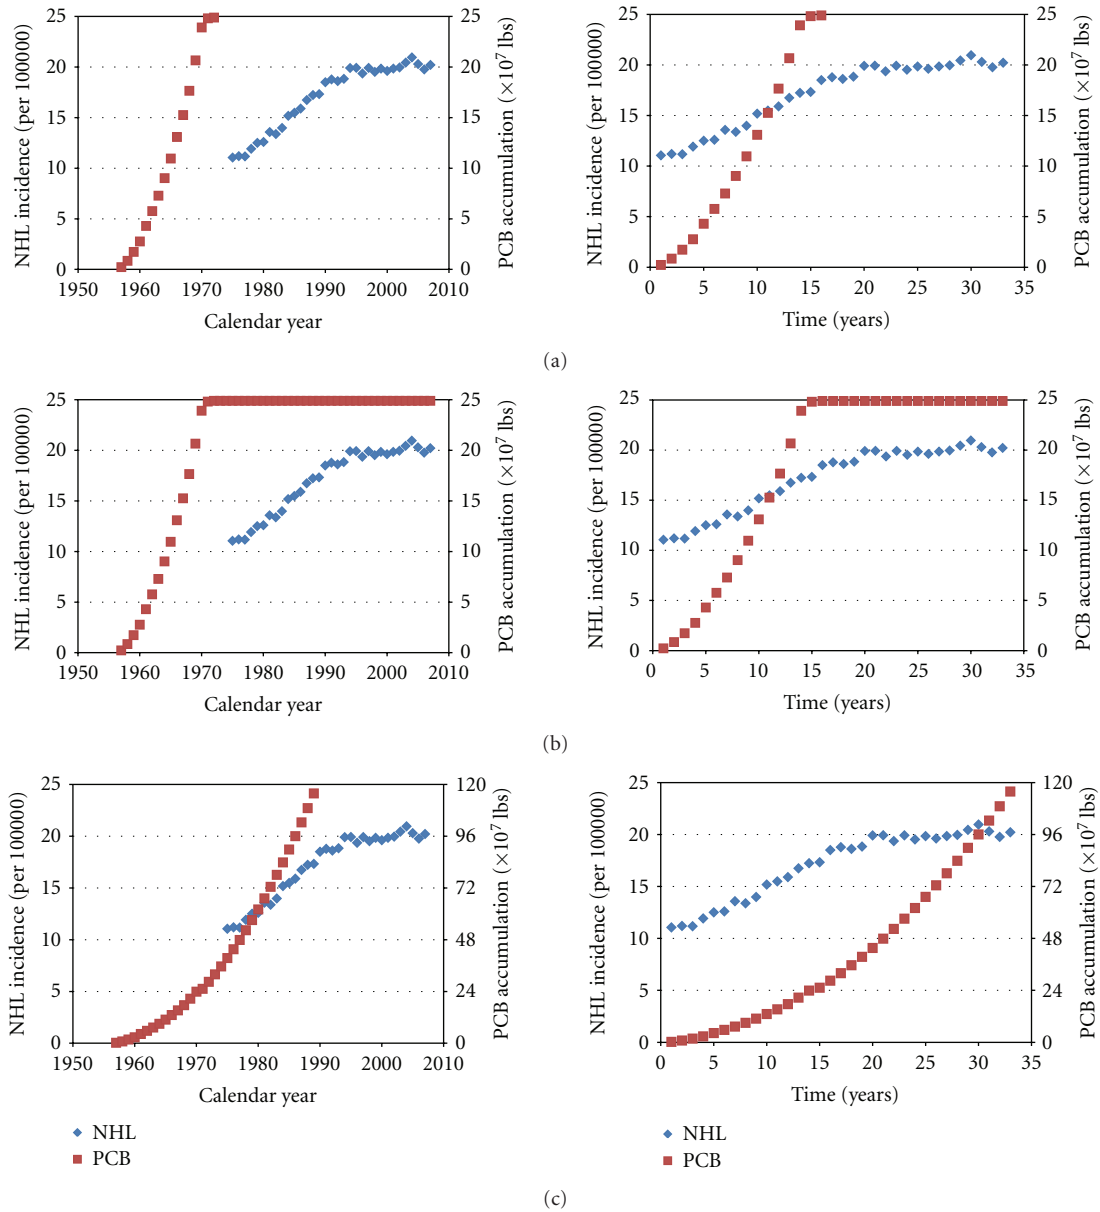 NHL incidence (per 100000)
25
20
15
10
5
0
1950 1960 1970 1980 1990 2000 2010
Calendar year
25
20
15
10
5
0
PCB accumulation (×10⁷ lbs)
NHL incidence (per 100000)
25
20
15
10
5
0
0 5 10 15 20 25 30 35
Time (years)
25
20
15
10
5
0
PCB accumulation (×10⁷ lbs)
(a)
NHL incidence (per 100000)
25
20
15
10
5
0
1950 1960 1970 1980 1990 2000 2010
Calendar year
25
20
15
10
5
0
PCB accumulation (×10⁷ lbs)
NHL incidence (per 100000)
25
20
15
10
5
0
0 5 10 15 20 25 30 35
Time (years)
25
20
15
10
5
0
PCB accumulation (×10⁷ lbs)
(b)
NHL incidence (per 100000)
25
20
15
10
5
0
1950 1960 1970 1980 1990 2000 2010
Calendar year
120
96
72
48
24
0
PCB accumulation (×10⁷ lbs)
NHL
PCB
NHL incidence (per 100000)
25
20
15
10
5
0
0 5 10 15 20 25 30 35
Time (years)
120
96
72
48
24
0
PCB accumulation (×10⁷ lbs)
NHL
PCB
(c)